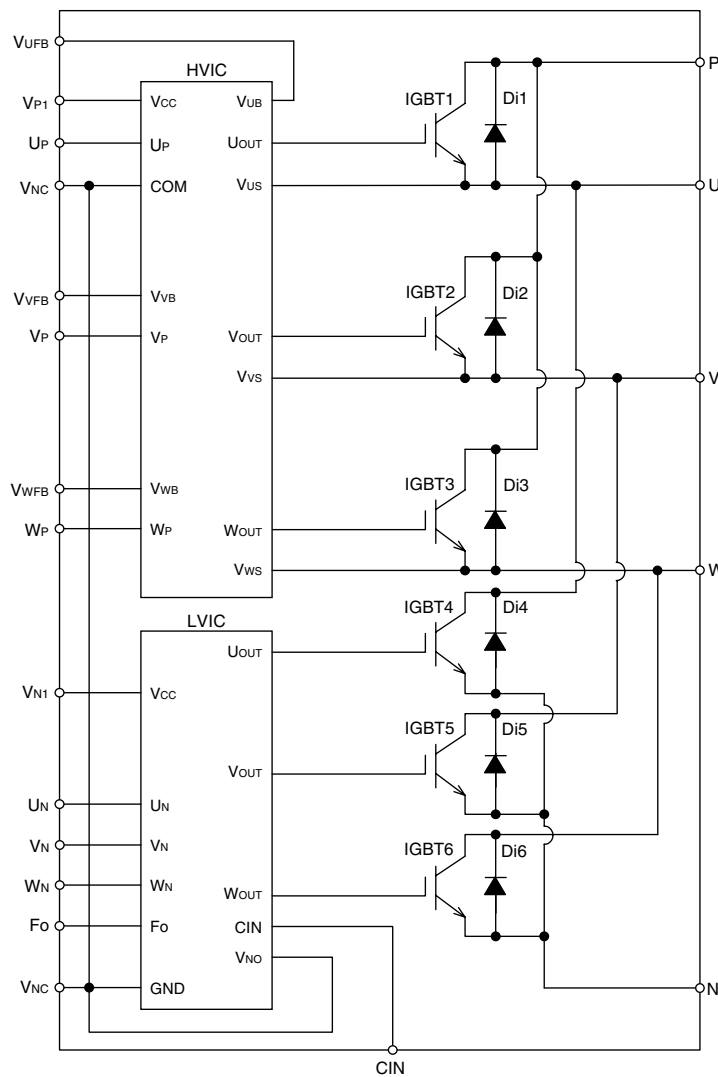 VUFB
HVIC
P
VP1
VCC
VUB
IGBT1
Di1
UP
UP
UOUT
VNC
COM
VUS
U
VVFB
VVB
IGBT2
Di2
VP
VP
VOUT
VVS
V
VWFB
VWB
IGBT3
Di3
WP
WP
WOUT
VWS
W
LVIC
IGBT4
Di4
UOUT
VN1
VCC
IGBT5
Di5
VOUT
UN
UN
VN
VN
IGBT6
Di6
WN
WN
WOUT
Fo
Fo
CIN
VNO
VNC
GND
N
CIN